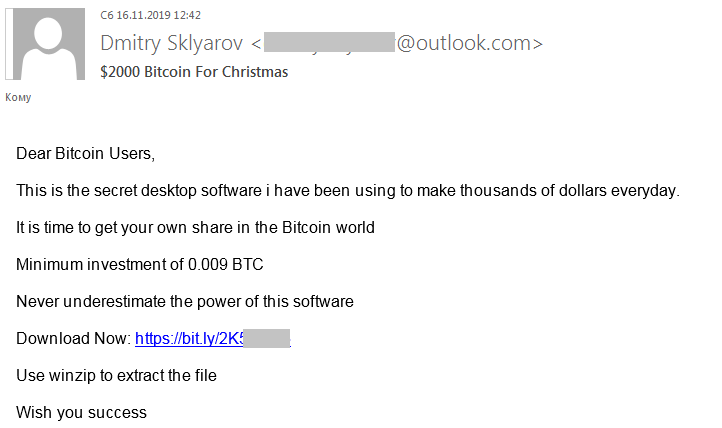 Сб 16.11.2019 12:42
Dmitry Sklyarov < @outlook.com>
$2000 Bitcoin For Christmas
Кому
Dear Bitcoin Users,
This is the secret desktop software i have been using to make thousands of dollars everyday.
It is time to get your own share in the Bitcoin world
Minimum investment of 0.009 BTC
Never underestimate the power of this software
Download Now: https://bit.ly/2K5
Use winzip to extract the file
Wish you success